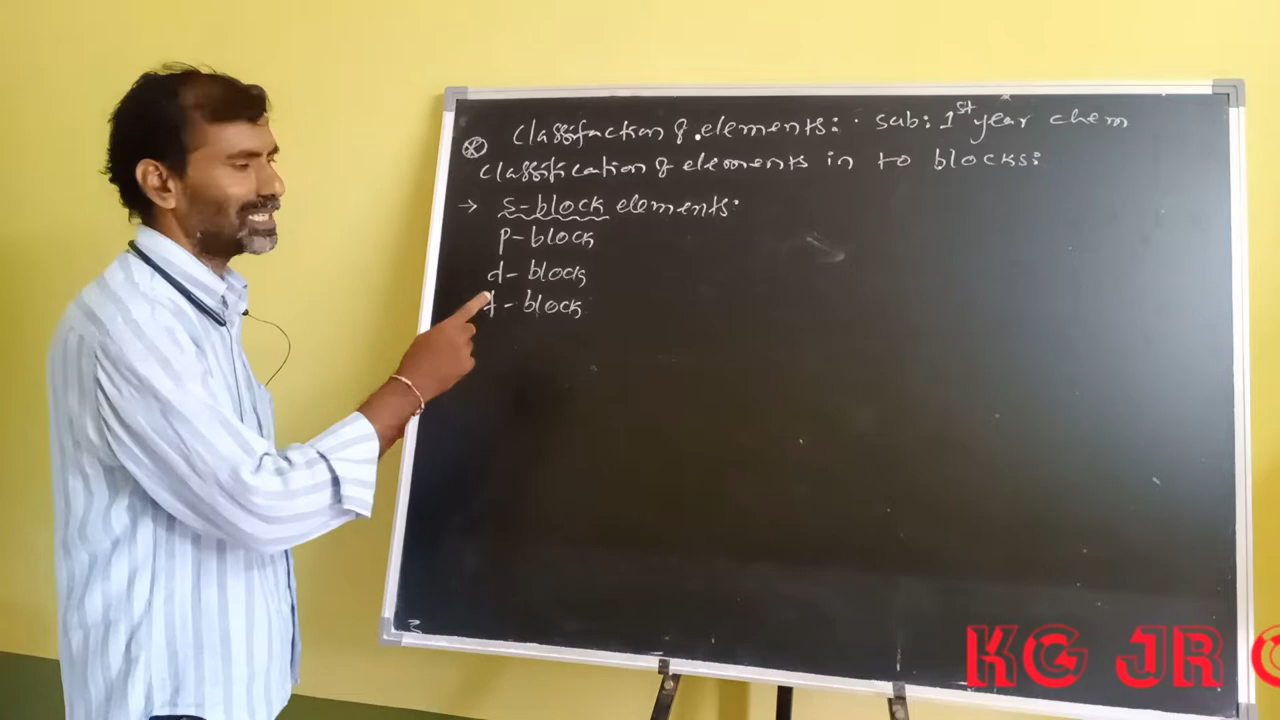 Classifaction of elements: sub: 1st year chem
classification of elements in to blocks:
→ s-block elements:
p-block
d-block
f-block
KG JR